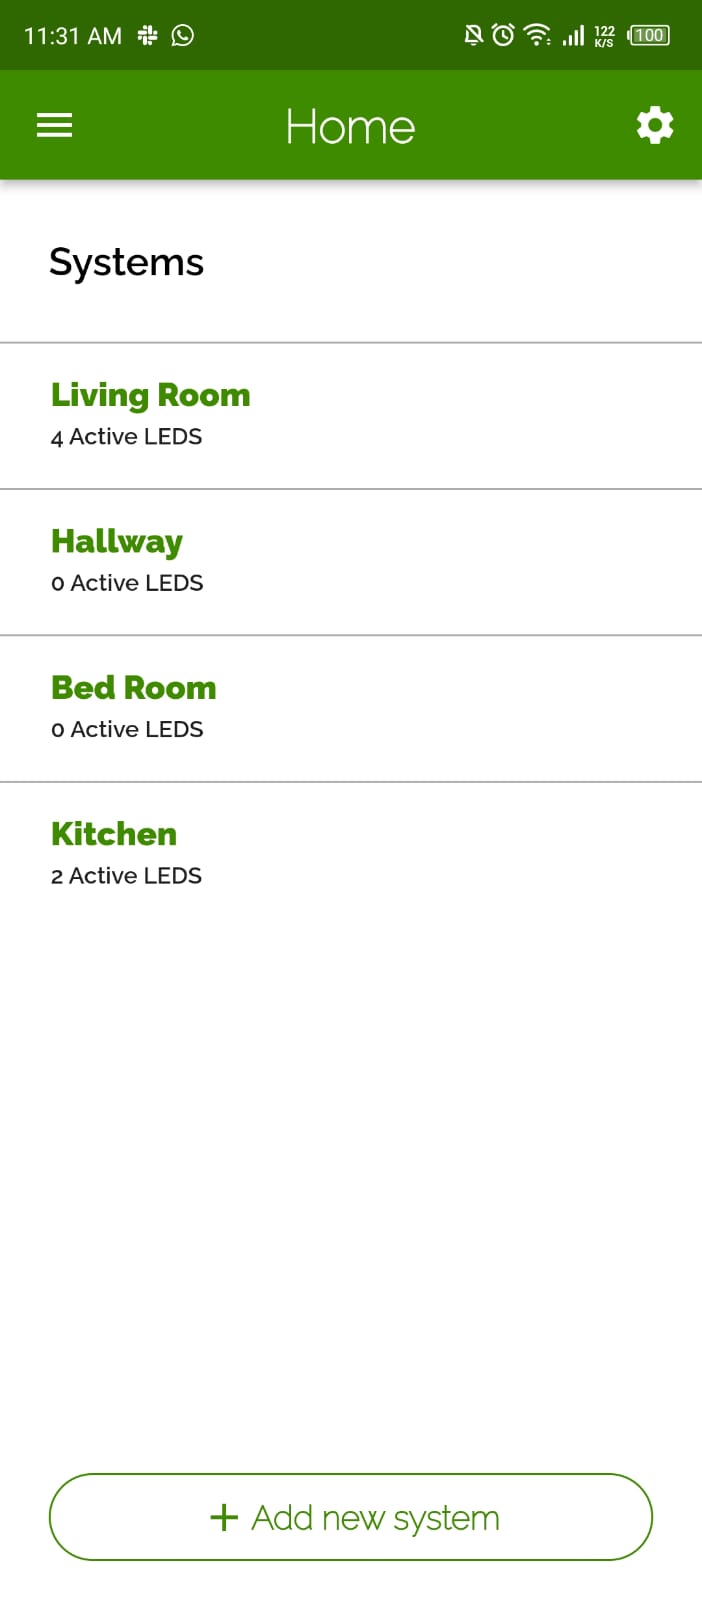 11:31 AM 122 K/S 100
Home
Systems
Living Room
4 Active LEDS
Hallway
0 Active LEDS
Bed Room
0 Active LEDS
Kitchen
2 Active LEDS
+ Add new system